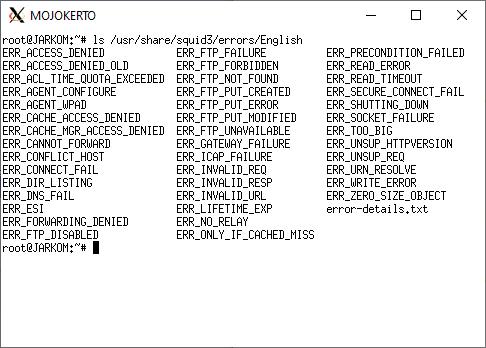 MOJOKERTO
root@JARKOM:~# ls /usr/share/squid3/errors/English
ERR_ACCESS_DENIED ERR_FTP_FAILURE ERR_PRECONDITION_FAILED
ERR_ACCESS_DENIED_OLD ERR_FTP_FORBIDDEN ERR_READ_ERROR
ERR_ACL_TIME_QUOTA_EXCEEDED ERR_FTP_NOT_FOUND ERR_READ_TIMEOUT
ERR_AGENT_CONFIGURE ERR_FTP_PUT_CREATED ERR_SECURE_CONNECT_FAIL
ERR_AGENT_WPAD ERR_FTP_PUT_ERROR ERR_SHUTTING_DOWN
ERR_CACHE_ACCESS_DENIED ERR_FTP_PUT_MODIFIED ERR_SOCKET_FAILURE
ERR_CACHE_MGR_ACCESS_DENIED ERR_FTP_UNAVAILABLE ERR_TOO_BIG
ERR_CANNOT_FORWARD ERR_GATEWAY_FAILURE ERR_UNSUP_HTTPVERSION
ERR_CONFLICT_HOST ERR_ICAP_FAILURE ERR_UNSUP_REQ
ERR_CONNECT_FAIL ERR_INVALID_REQ ERR_URN_RESOLVE
ERR_DIR_LISTING ERR_INVALID_RESP ERR_WRITE_ERROR
ERR_DNS_FAIL ERR_INVALID_URL ERR_ZERO_SIZE_OBJECT
ERR_ESI ERR_LIFETIME_EXP error-details.txt
ERR_FORWARDING_DENIED ERR_NO_RELAY
ERR_FTP_DISABLED ERR_ONLY_IF_CACHED_MISS
root@JARKOM:~#